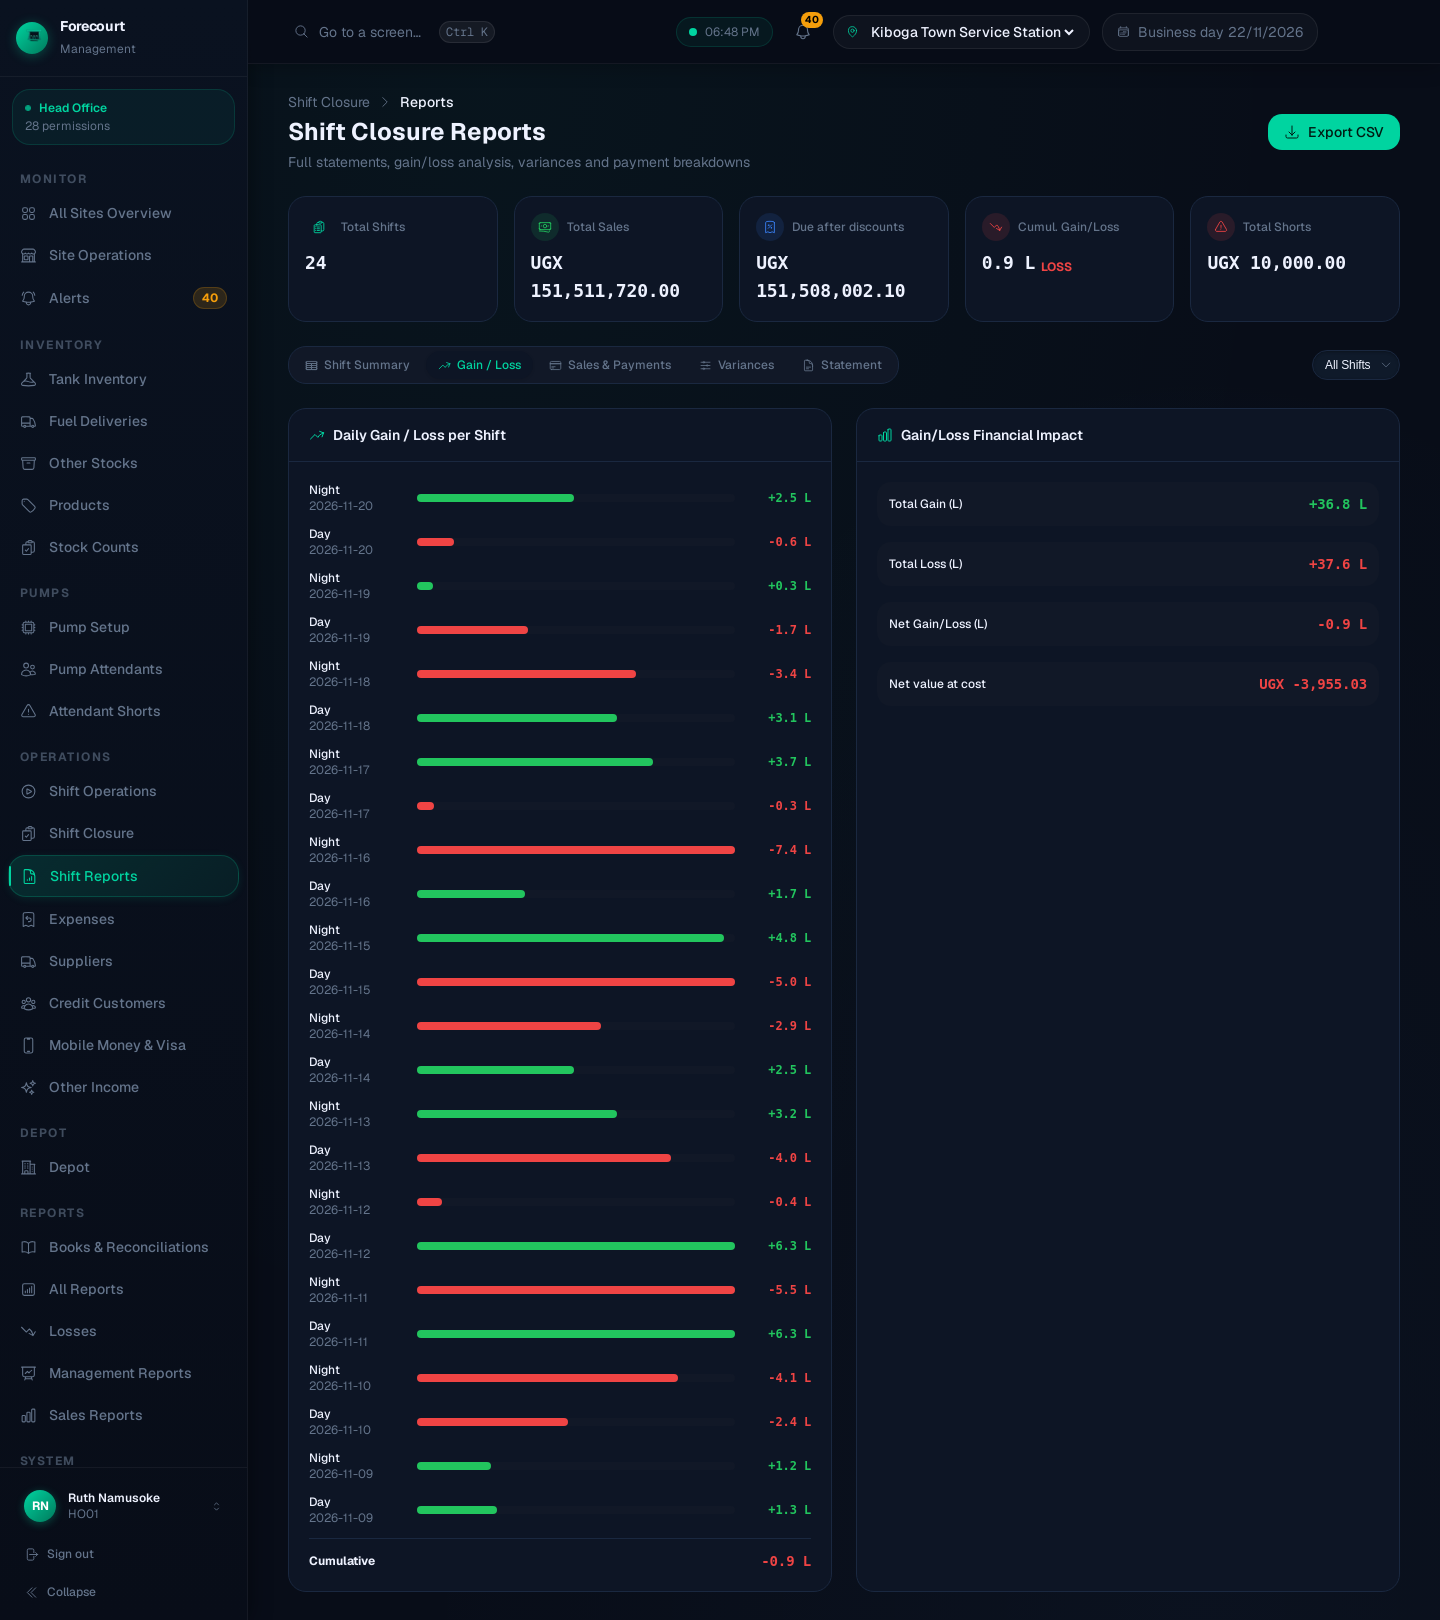 Forecourt
Management
Head Office
28 permissions
MONITOR
All Sites Overview
Site Operations
Alerts 40
INVENTORY
Tank Inventory
Fuel Deliveries
Other Stocks
Products
Stock Counts
PUMPS
Pump Setup
Pump Attendants
Attendant Shorts
OPERATIONS
Shift Operations
Shift Closure
Shift Reports
Expenses
Suppliers
Credit Customers
Mobile Money & Visa
Other Income
DEPOT
Depot
REPORTS
Books & Reconciliations
All Reports
Losses
Management Reports
Sales Reports
SYSTEM
RN
Ruth Namusoke
HO01
Sign out
Collapse
Go to a screen... Ctrl K
06:48 PM
40
Kiboga Town Service Station
Business day 22/11/2026
Shift Closure > Reports
Shift Closure Reports
Full statements, gain/loss analysis, variances and payment breakdowns
Export CSV
Total Shifts
24
Total Sales
UGX
151,511,720.00
Due after discounts
UGX
151,508,002.10
Cumul. Gain/Loss
0.9 L LOSS
Total Shorts
UGX 10,000.00
Shift Summary
Gain / Loss
Sales & Payments
Variances
Statement
All Shifts
Daily Gain / Loss per Shift
Night
2026-11-20
+2.5 L
Day
2026-11-20
-0.6 L
Night
2026-11-19
+0.3 L
Day
2026-11-19
-1.7 L
Night
2026-11-18
-3.4 L
Day
2026-11-18
+3.1 L
Night
2026-11-17
+3.7 L
Day
2026-11-17
-0.3 L
Night
2026-11-16
-7.4 L
Day
2026-11-16
+1.7 L
Night
2026-11-15
+4.8 L
Day
2026-11-15
-5.0 L
Night
2026-11-14
-2.9 L
Day
2026-11-14
+2.5 L
Night
2026-11-13
+3.2 L
Day
2026-11-13
-4.0 L
Night
2026-11-12
-0.4 L
Day
2026-11-12
+6.3 L
Night
2026-11-11
-5.5 L
Day
2026-11-11
+6.3 L
Night
2026-11-10
-4.1 L
Day
2026-11-10
-2.4 L
Night
2026-11-09
+1.2 L
Day
2026-11-09
+1.3 L
Cumulative -0.9 L
Gain/Loss Financial Impact
Total Gain (L) +36.8 L
Total Loss (L) +37.6 L
Net Gain/Loss (L) -0.9 L
Net value at cost UGX -3,955.03